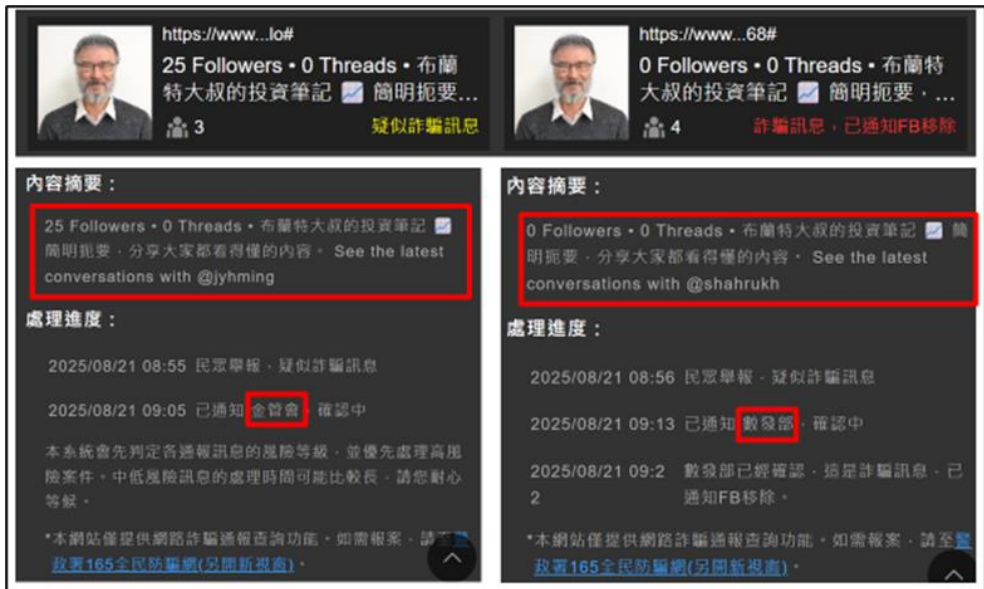 https://www...lo#
25 Followers • 0 Threads • 布蘭
特大叔的投資筆記 📈 簡明扼要...
3
疑似詐騙訊息
內容摘要：
25 Followers • 0 Threads • 布蘭特大叔的投資筆記 📈
簡明扼要，分享大家都看得懂的內容。 See the latest
conversations with @jyhming
處理進度：
2025/08/21 08:55 民眾舉報，疑似詐騙訊息
2025/08/21 09:05 已通知 金管會，確認中
本系統會先判定各通報訊息的風險等級，並優先處理高風
險案件。中低風險訊息的處理時間可能比較長，請您耐心
等候。
*本網站僅提供網路詐騙通報查詢功能。如需報案，請至警
政署165全民防騙網(另開新視窗)。
https://www...68#
0 Followers • 0 Threads • 布蘭特
大叔的投資筆記 📈 簡明扼要，...
4
詐騙訊息，已通知FB移除
內容摘要：
0 Followers • 0 Threads • 布蘭特大叔的投資筆記 📈 簡
明扼要，分享大家都看得懂的內容。 See the latest
conversations with @shahrukh
處理進度：
2025/08/21 08:56 民眾舉報，疑似詐騙訊息
2025/08/21 09:13 已通知 數發部，確認中
2025/08/21 09:2 數發部已經確認，這是詐騙訊息，已
2 通知FB移除。
*本網站僅提供網路詐騙通報查詢功能。如需報案，請至警
政署165全民防騙網(另開新視窗)。